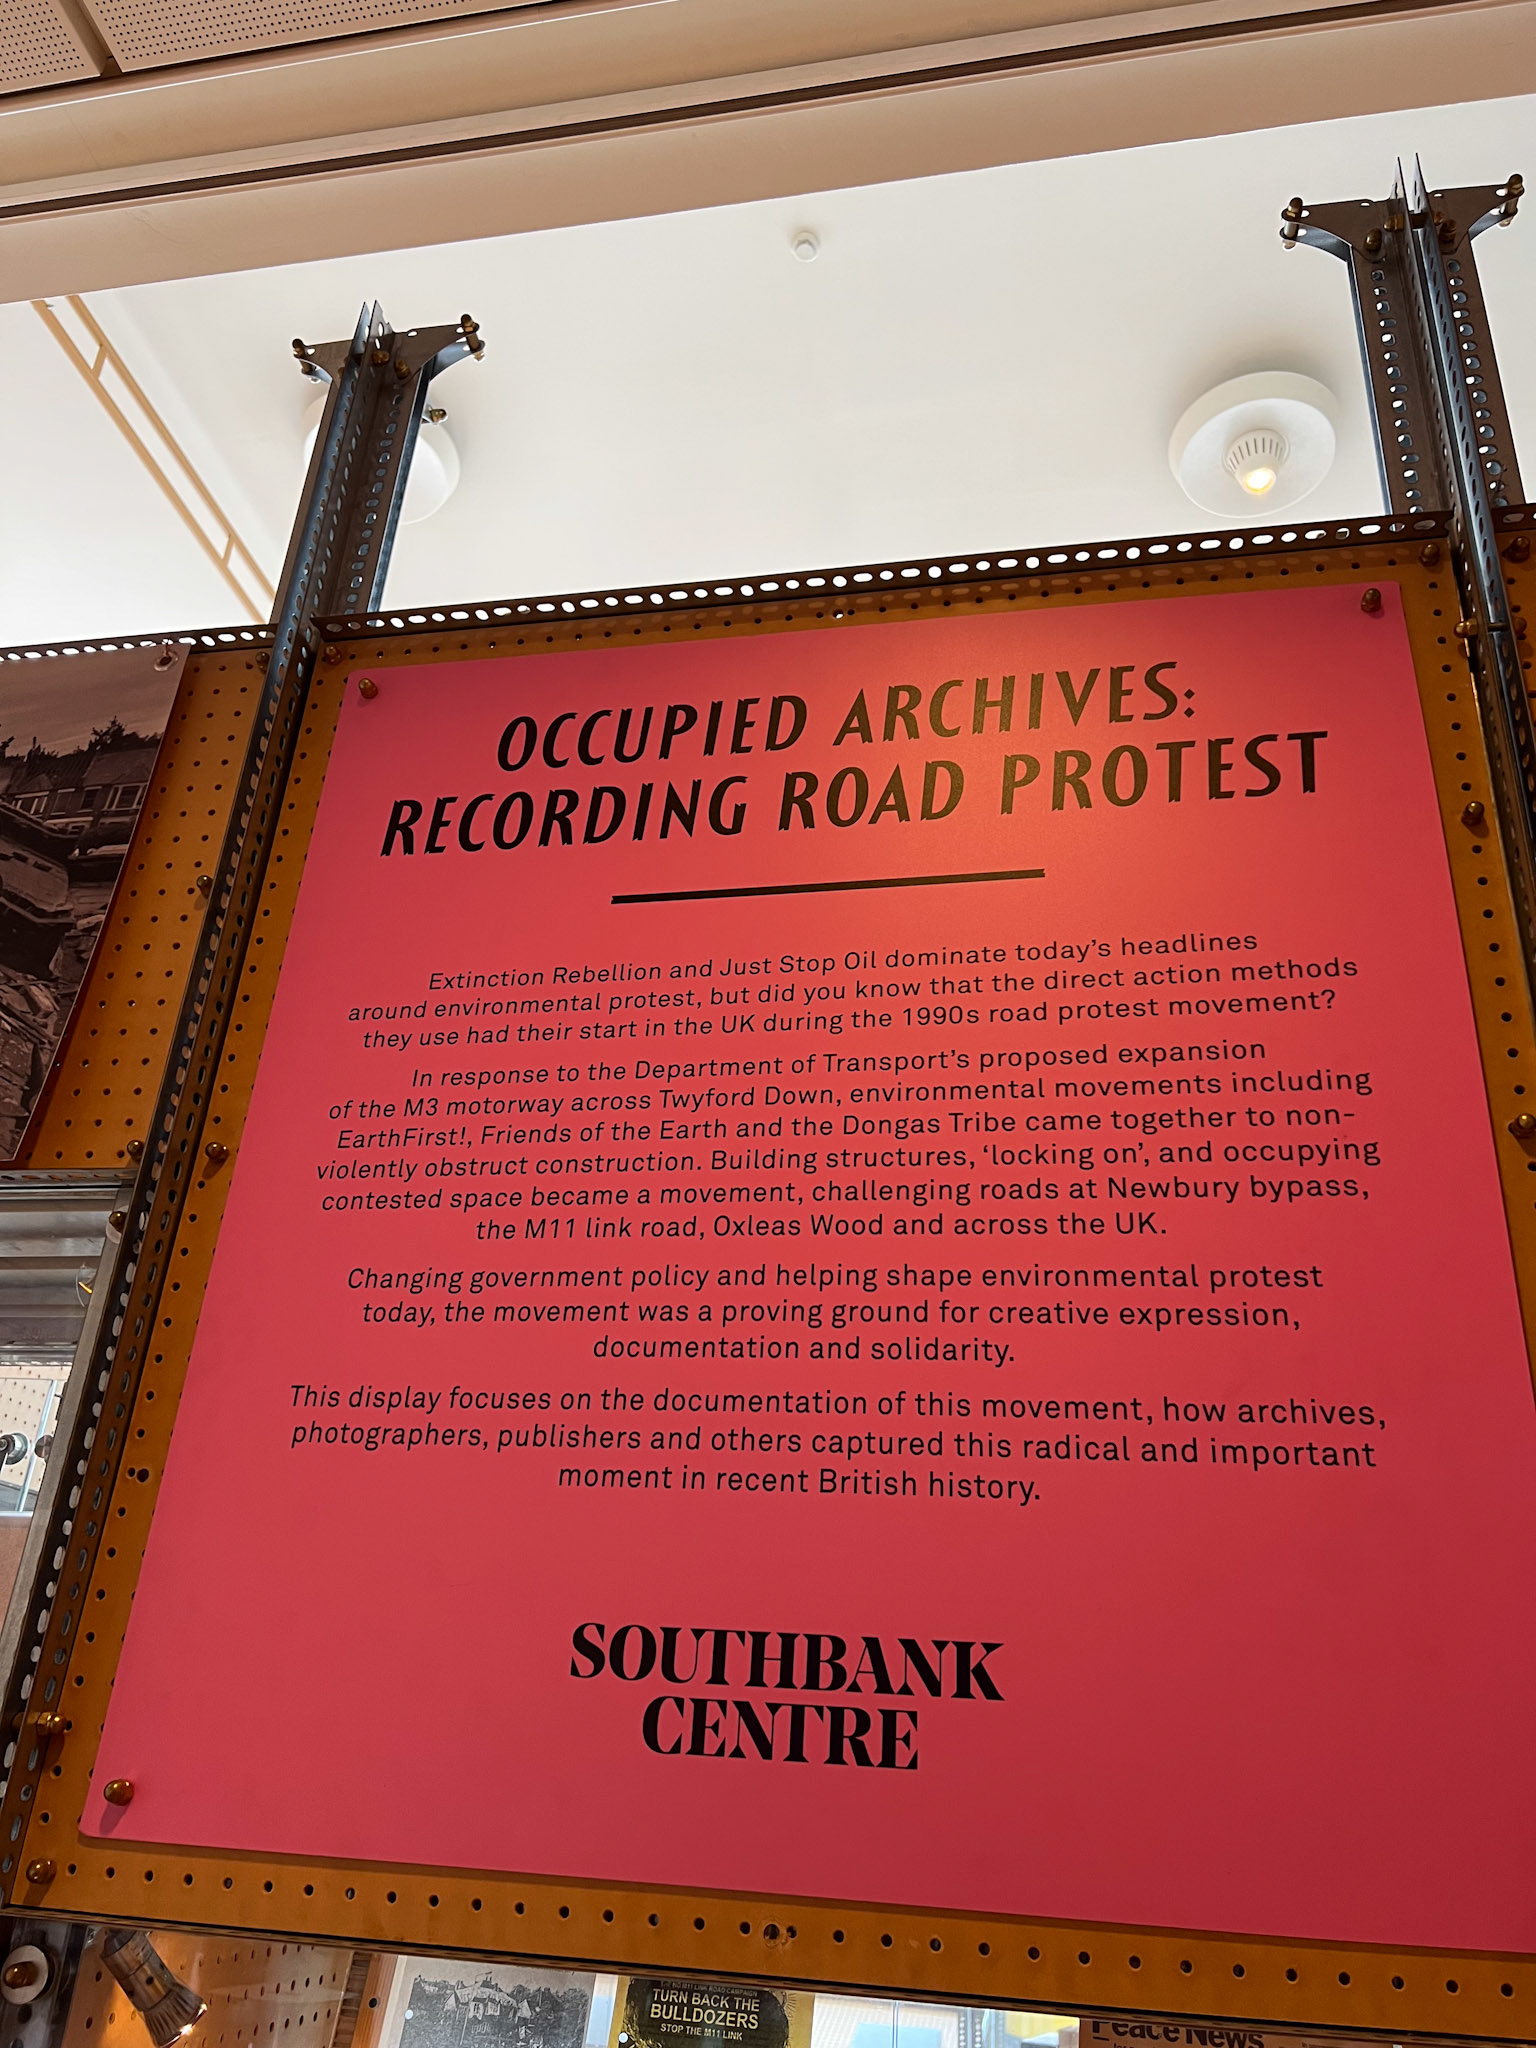 OCCUPIED ARCHIVES:
RECORDING ROAD PROTEST
Extinction Rebellion and Just Stop Oil dominate today's headlines
around environmental protest, but did you know that the direct action methods
they use had their start in the UK during the 1990s road protest movement?
In response to the Department of Transport's proposed expansion
of the M3 motorway across Twyford Down, environmental movements including
EarthFirst!, Friends of the Earth and the Dongas Tribe came together to non-
violently obstruct construction. Building structures, 'locking on', and occupying
contested space became a movement, challenging roads at Newbury bypass,
the M11 link road, Oxleas Wood and across the UK.
Changing government policy and helping shape environmental protest
today, the movement was a proving ground for creative expression,
documentation and solidarity.
This display focuses on the documentation of this movement, how archives,
photographers, publishers and others captured this radical and important
moment in recent British history.
SOUTHBANK
CENTRE
THE NO M11 LINK ROAD CAMPAIGN
TURN BACK THE
BULLDOZERS
STOP THE M11 LINK
Peace News